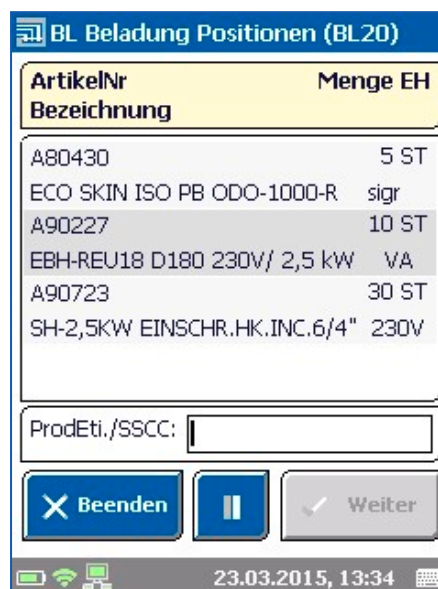 BL Beladung Positionen (BL20)
ArtikelNr Menge EH
Bezeichnung
A80430 5 ST
ECO SKIN ISO PB ODO-1000-R sigr
A90227 10 ST
EBH-REU18 D180 230V/ 2,5 kW VA
A90723 30 ST
SH-2,5KW EINSCHR.HK.INC.6/4" 230V
ProdEti./SSCC:
Beenden
Weiter
23.03.2015, 13:34